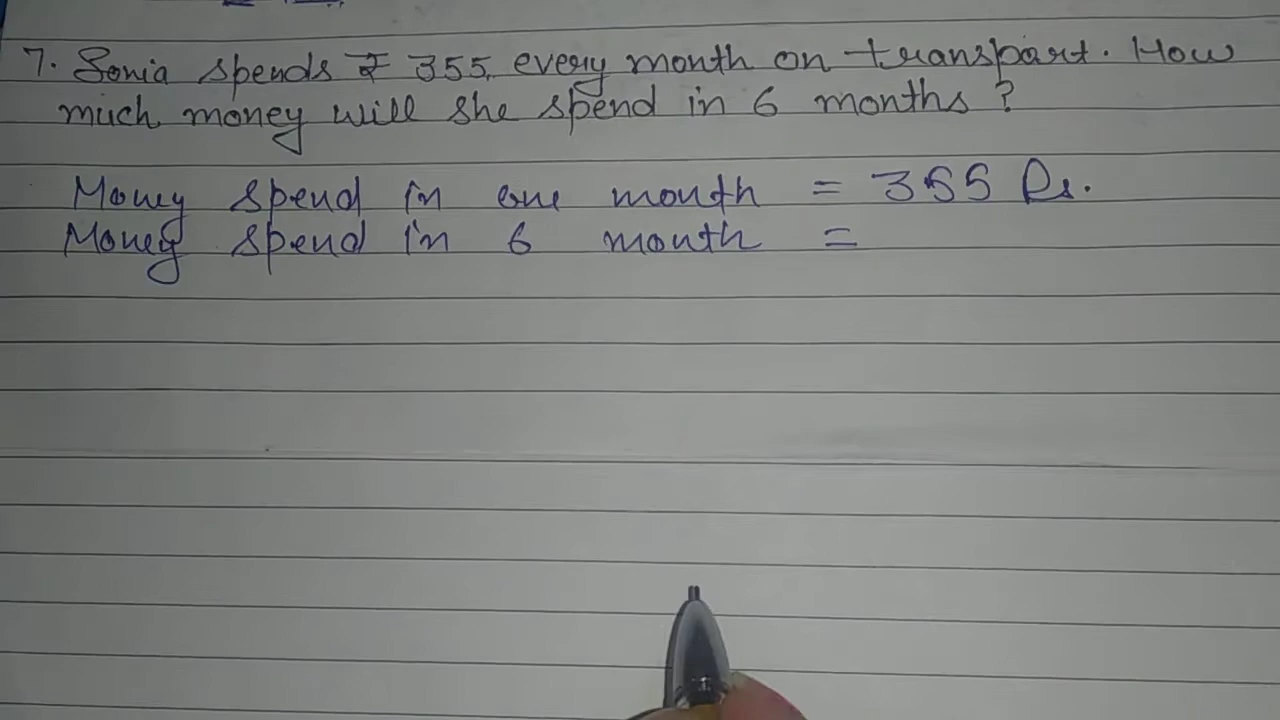 7. Sonia spends ₹ 355 every month on transport. How
much money will she spend in 6 months ?
Money spend in one month = 355 Rs.
Money spend in 6 month =